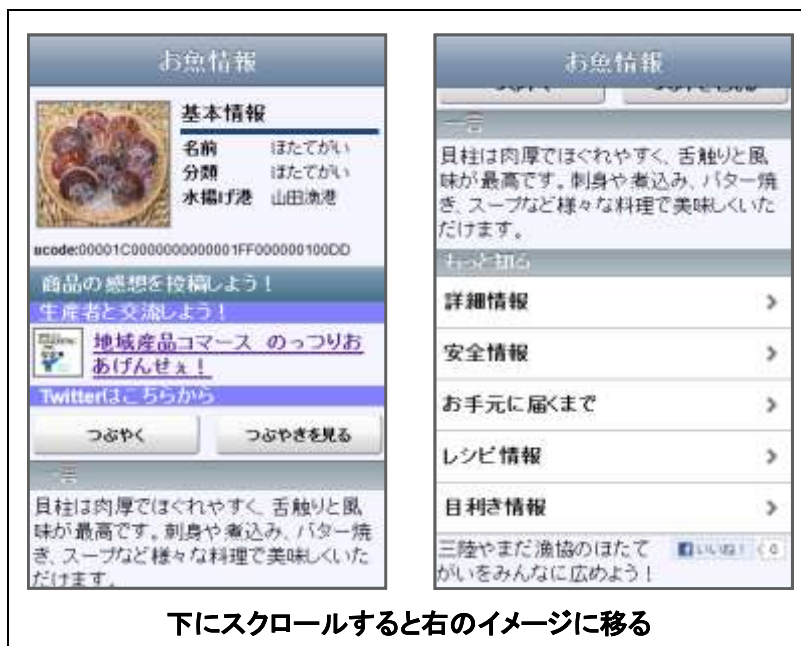 お魚情報
基本情報
名前 ほたてがい
分類 ほたてがい
水揚げ港 山田漁港
ucode:00001C0000000000001FF000000100DD
商品の感想を投稿しよう！
生産者と交流しよう！
地域産品コマース のっつりお
あげんせぇ！
Twitterはこちらから
つぶやく つぶやきを見る
一言
貝柱は肉厚でほぐれやすく、舌触りと風
味が最高です。刺身や煮込み、バター焼
き、スープなど様々な料理で美味しくいた
だけます。
お魚情報
つぶやく つぶやきを見る
一言
貝柱は肉厚でほぐれやすく、舌触りと風
味が最高です。刺身や煮込み、バター焼
き、スープなど様々な料理で美味しくいた
だけます。
もっと知る
詳細情報
安全情報
お手元に届くまで
レシピ情報
目利き情報
三陸やまだ漁協のほたて
がいをみんなに広めよう！
いいね！ 0
下にスクロールすると右のイメージに移る